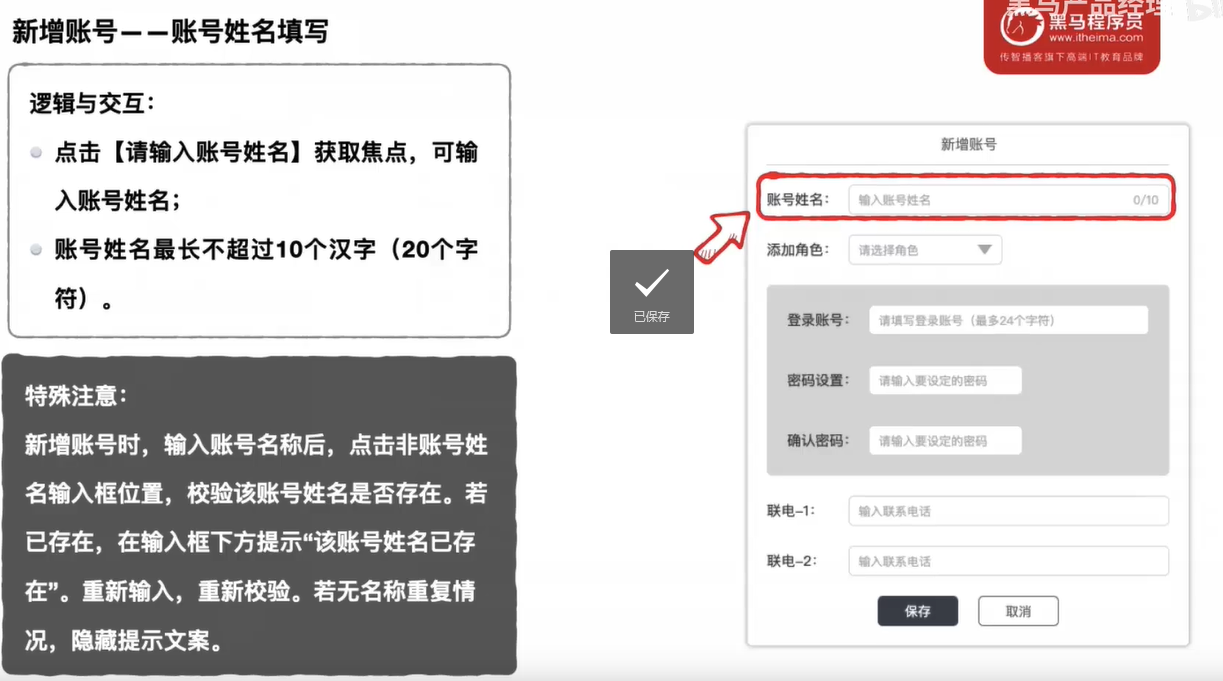 新增账号——账号姓名填写
黑马产品经理
黑马程序员
www.itheima.com
传智播客旗下高端IT教育品牌
逻辑与交互：
点击【请输入账号姓名】获取焦点，可输
入账号姓名；
账号姓名最长不超过10个汉字（20个字
符）。
特殊注意：
新增账号时，输入账号名称后，点击非账号姓
名输入框位置，校验该账号姓名是否存在。若
已存在，在输入框下方提示“该账号姓名已存
在”。重新输入，重新校验。若无名称重复情
况，隐藏提示文案。
已保存
新增账号
账号姓名： 输入账号姓名 0/10
添加角色： 请选择角色
登录账号： 请填写登录账号（最多24个字符）
密码设置： 请输入要设定的密码
确认密码： 请输入要设定的密码
联电-1： 输入联系电话
联电-2： 输入联系电话
保存 取消